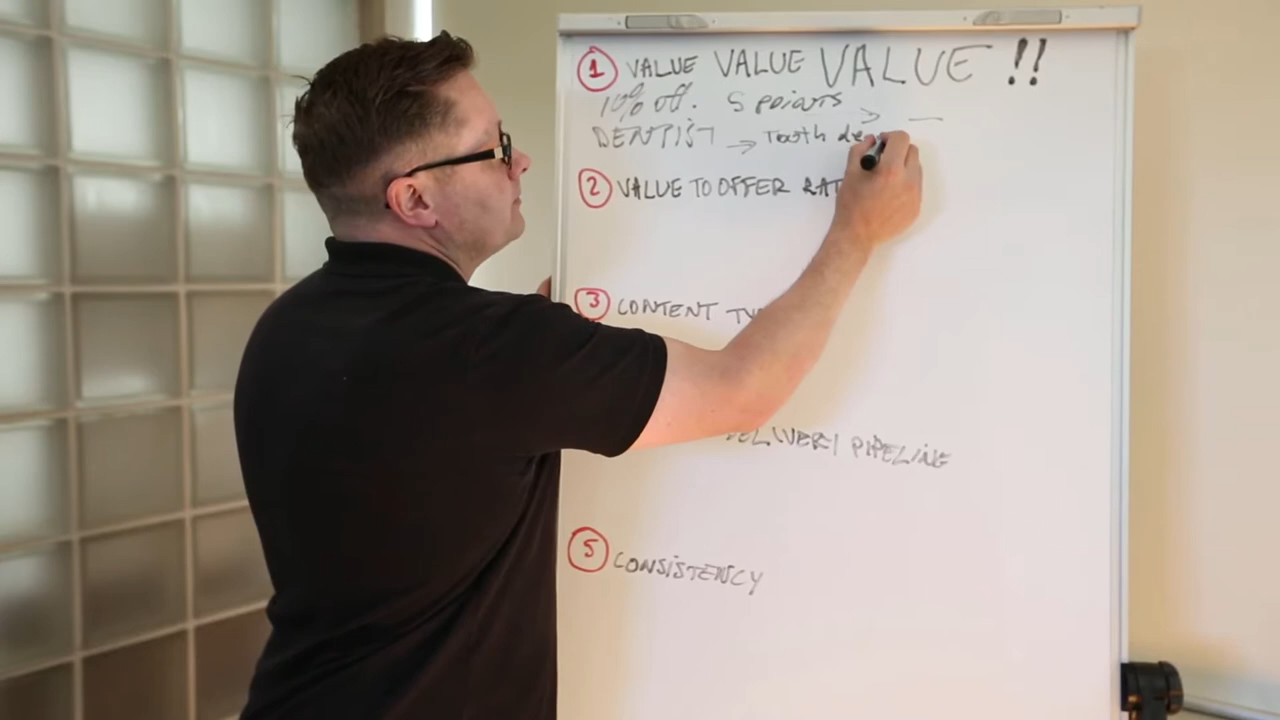 1 VALUE VALUE VALUE !!
10% off. 5 points >
DENTIST → Tooth de
2 VALUE TO OFFER RAT
3 CONTENT TY
DELIVERY PIPELINE
5 CONSISTENCY